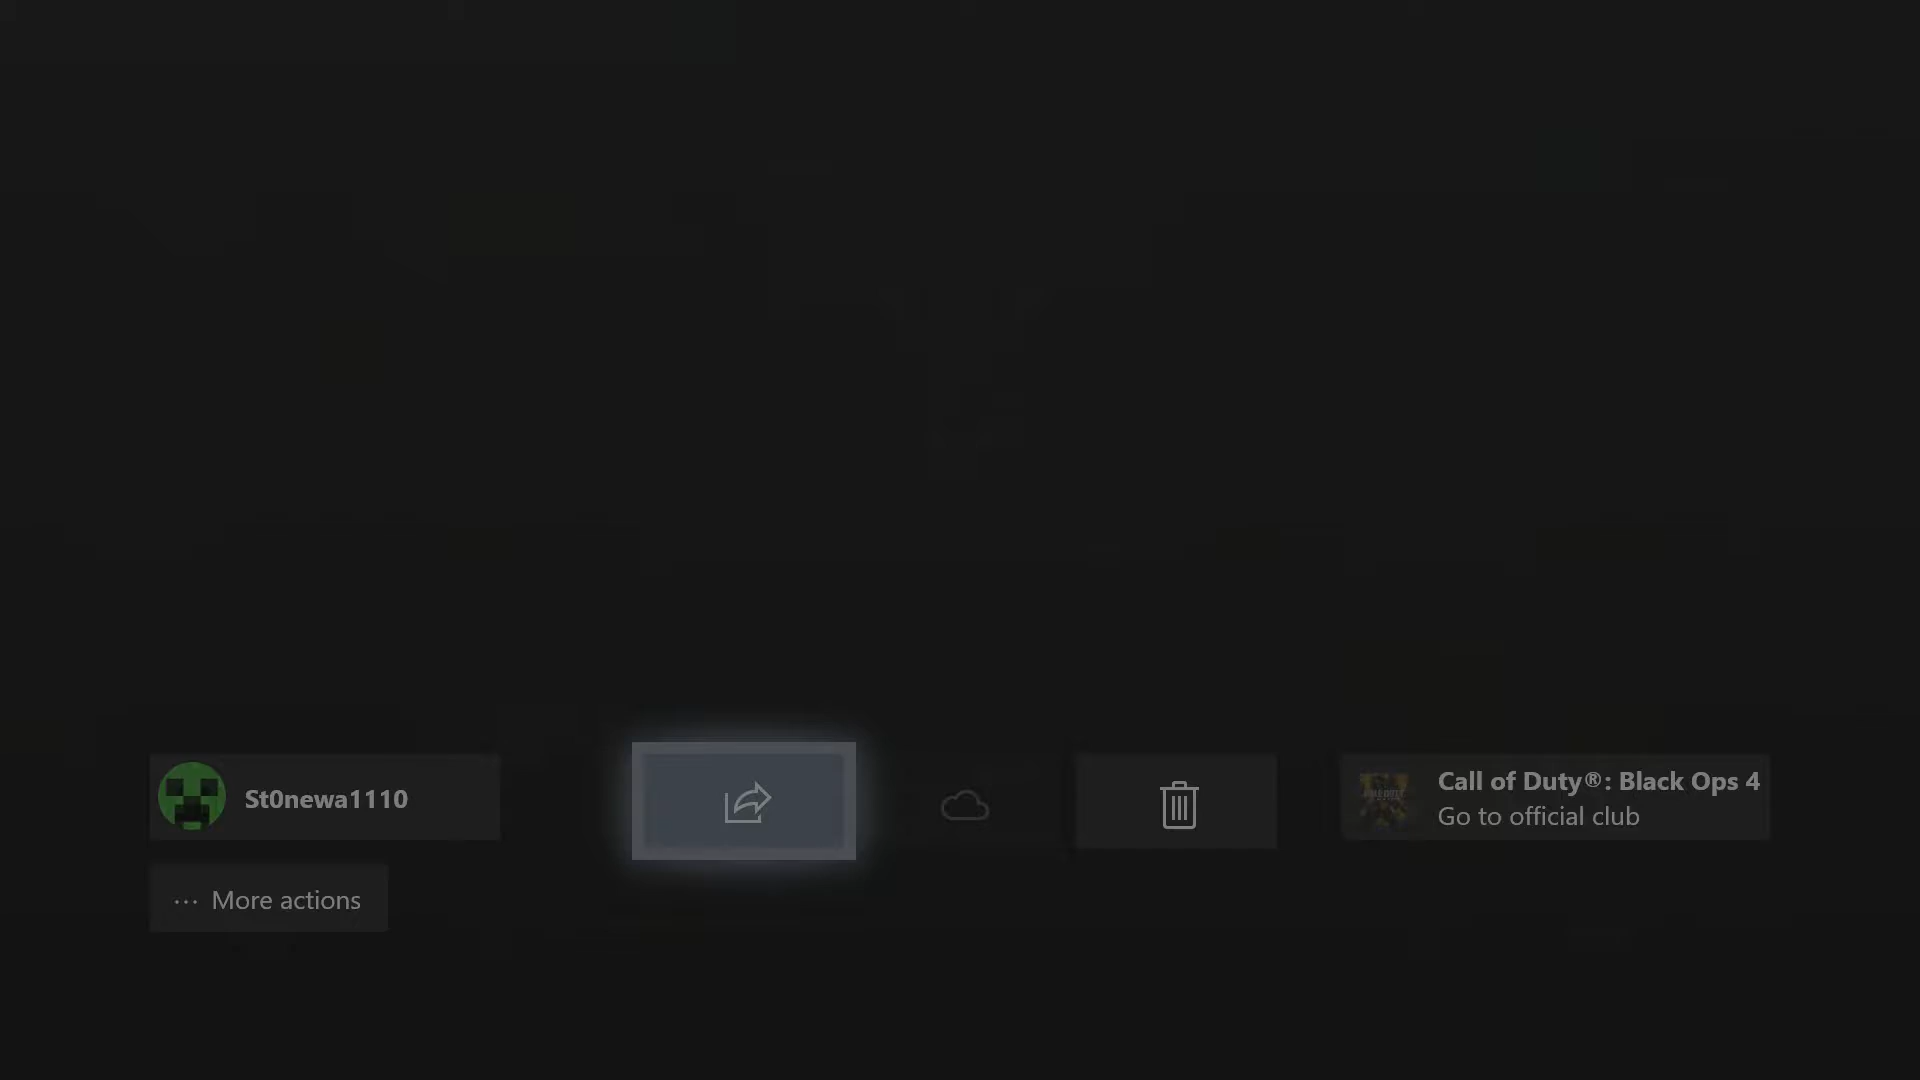 St0newa1110
Call of Duty®: Black Ops 4
Go to official club
··· More actions